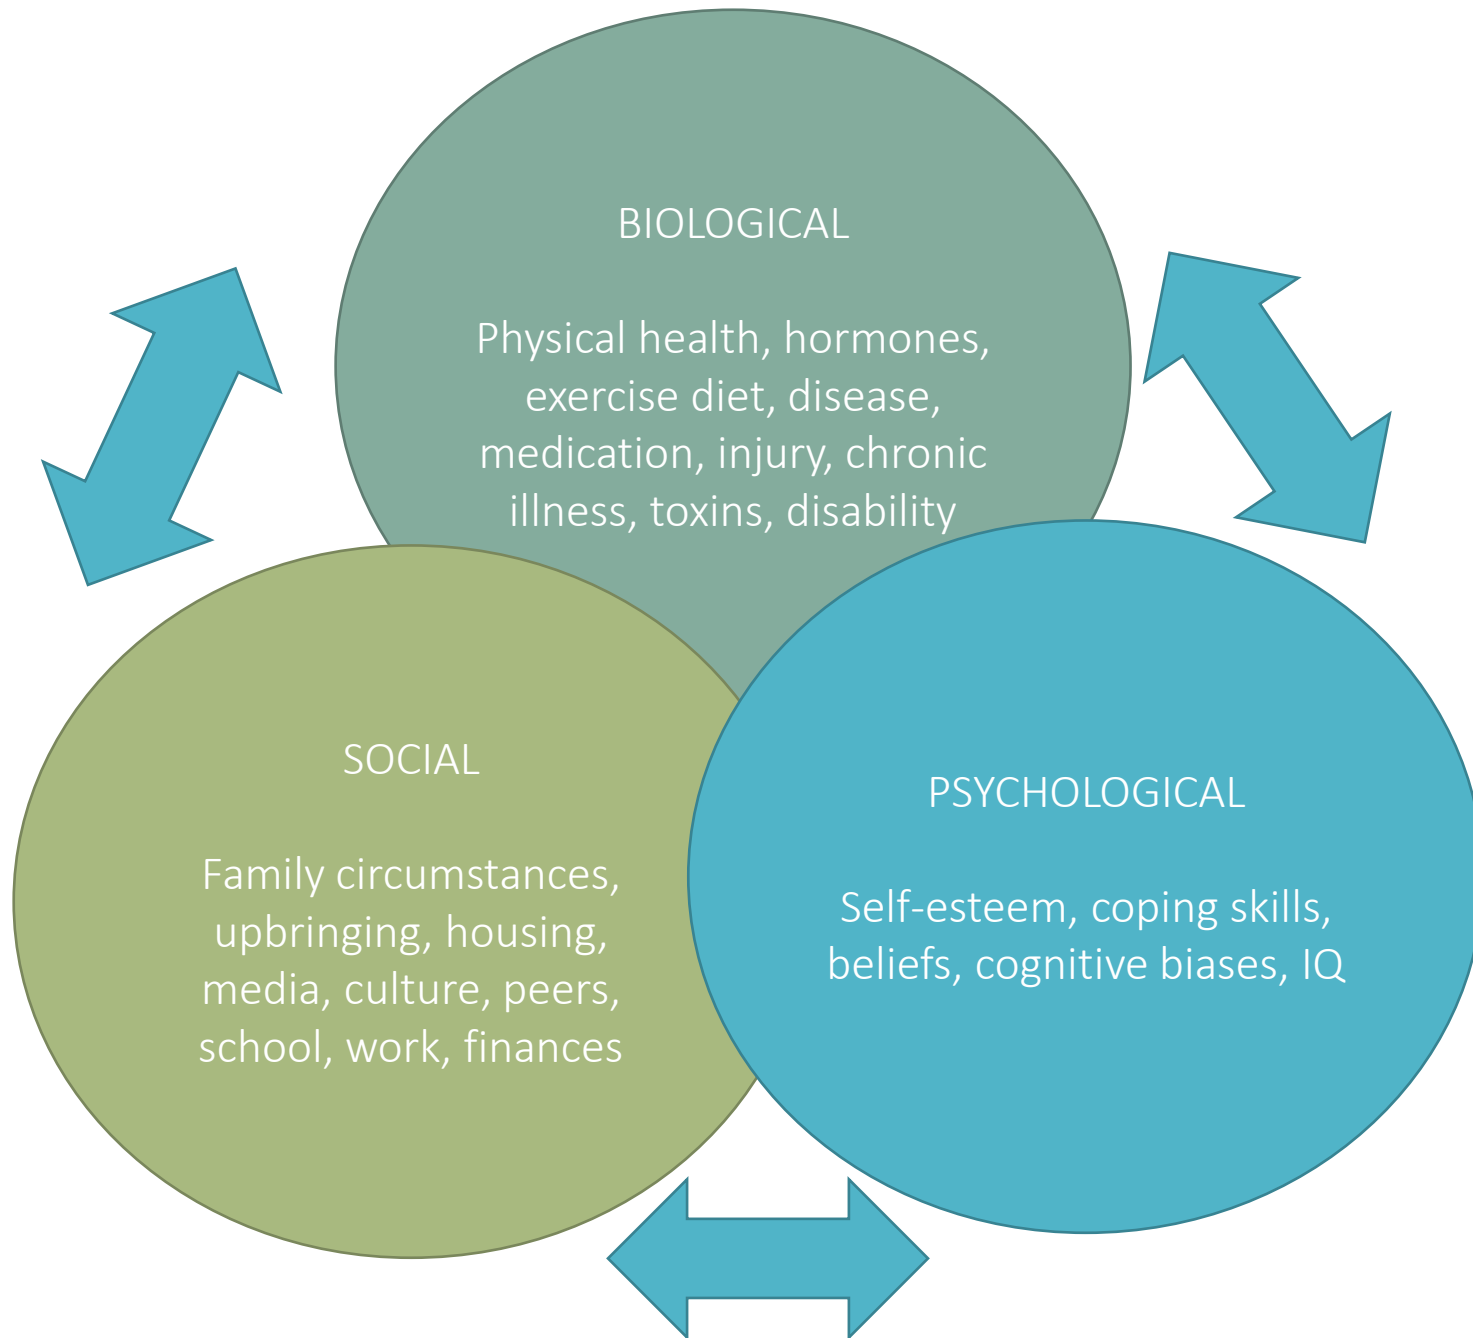 BIOLOGICAL
Physical health, hormones,
exercise diet, disease,
medication, injury, chronic
illness, toxins, disability
SOCIAL
Family circumstances,
upbringing, housing,
media, culture, peers,
school, work, finances
PSYCHOLOGICAL
Self-esteem, coping skills,
beliefs, cognitive biases, IQ